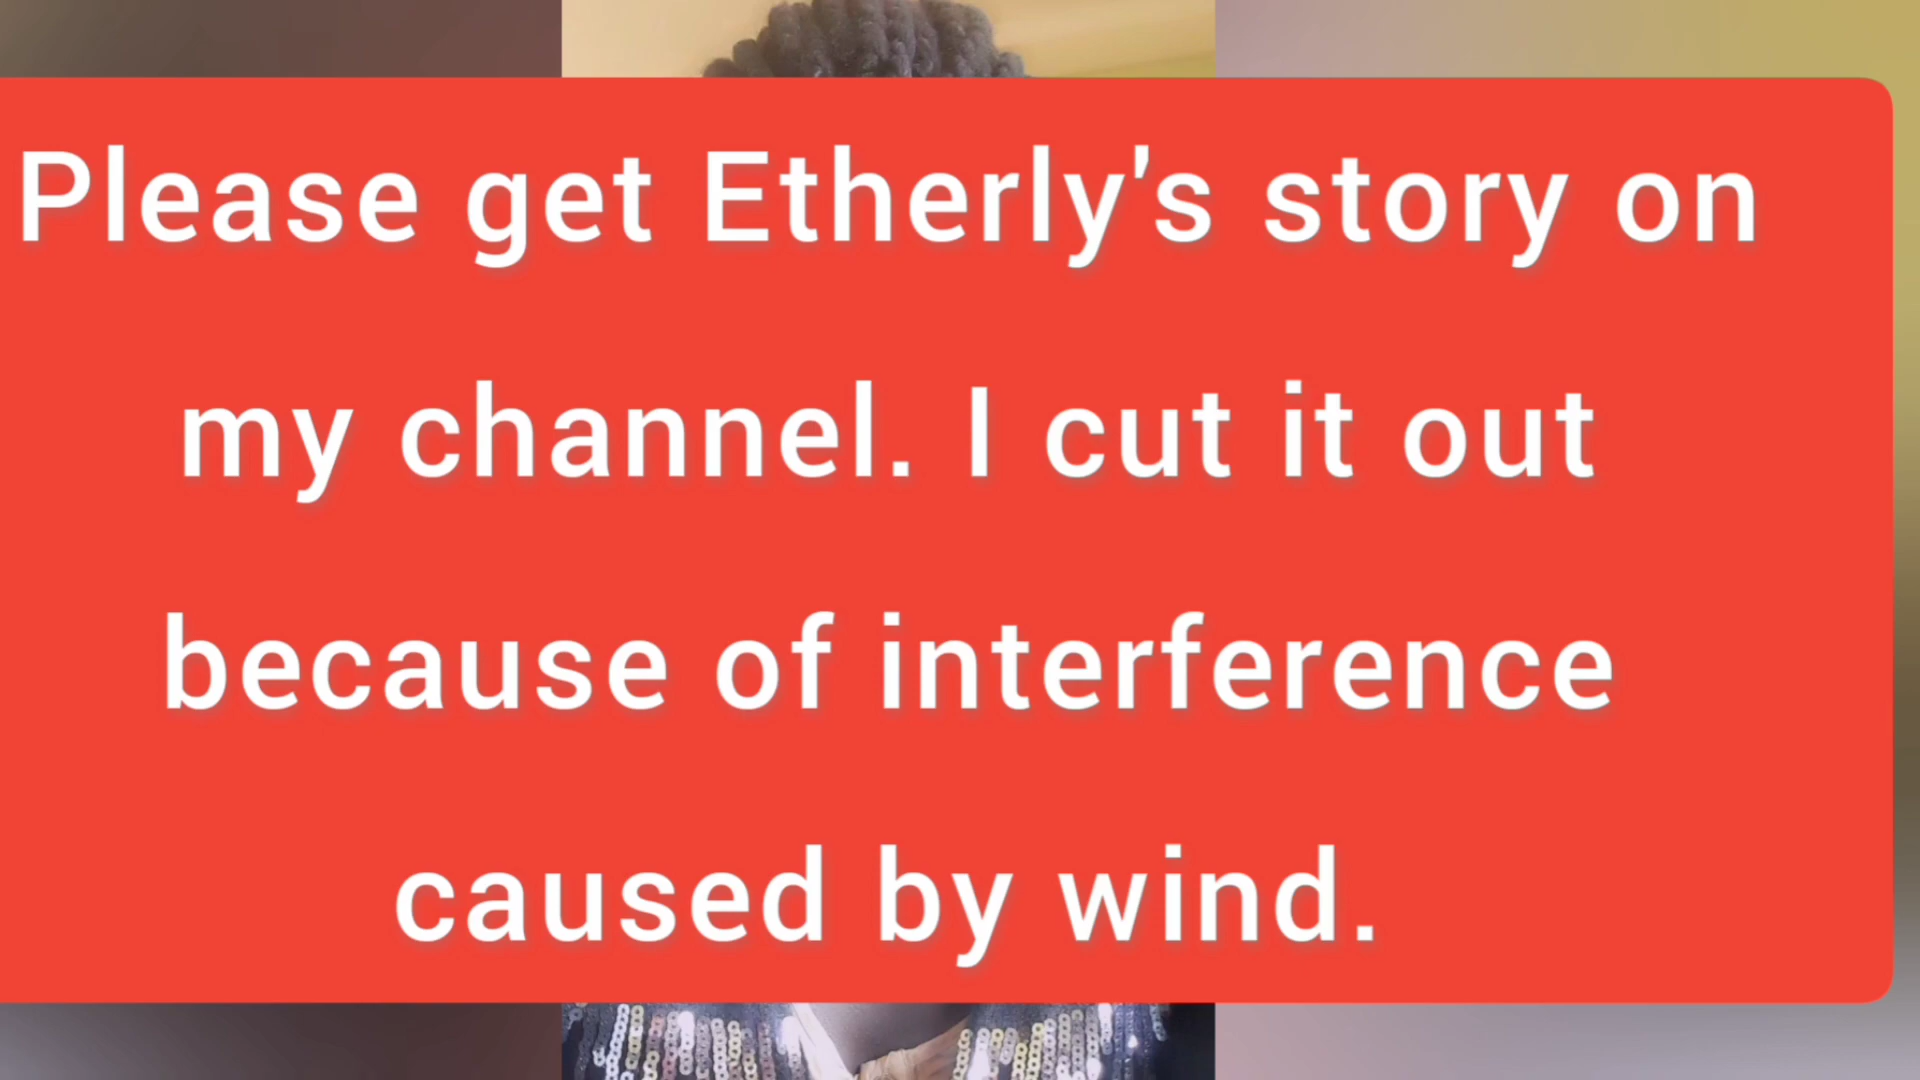 Please get Etherly's story on
my channel. I cut it out
because of interference
caused by wind.